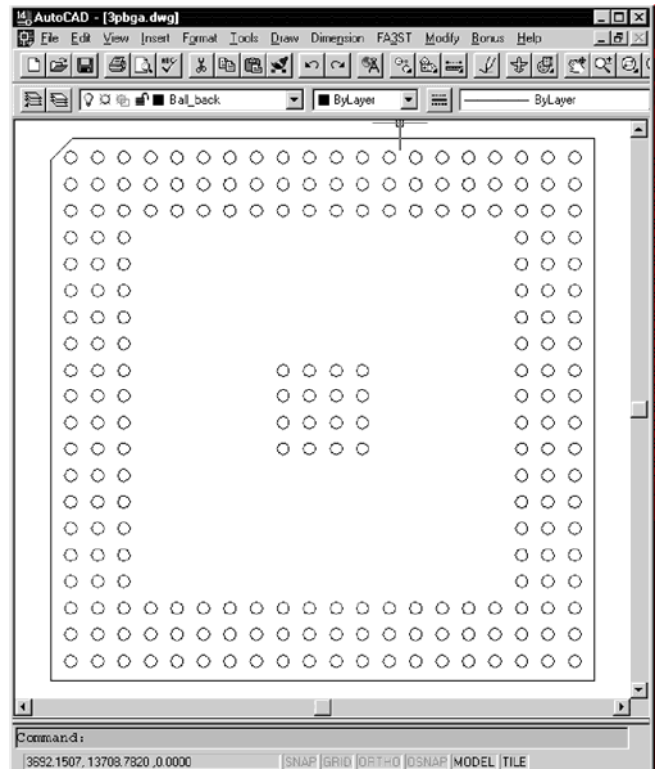 AutoCAD - [3pbga.dwg]
File Edit View Insert Format Tools Draw Dimension FA3ST Modify Bonus Help
ABC
Ball_back ByLayer ByLayer
Command:
3692.1507, 13708.7820 ,0.0000 SNAP GRID ORTHO OSNAP MODEL TILE